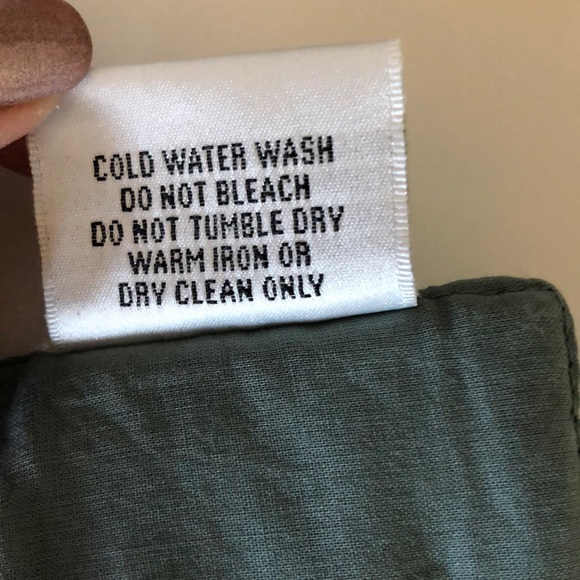 COLD WATER WASH
DO NOT BLEACH
DO NOT TUMBLE DRY
WARM IRON OR
DRY CLEAN ONLY